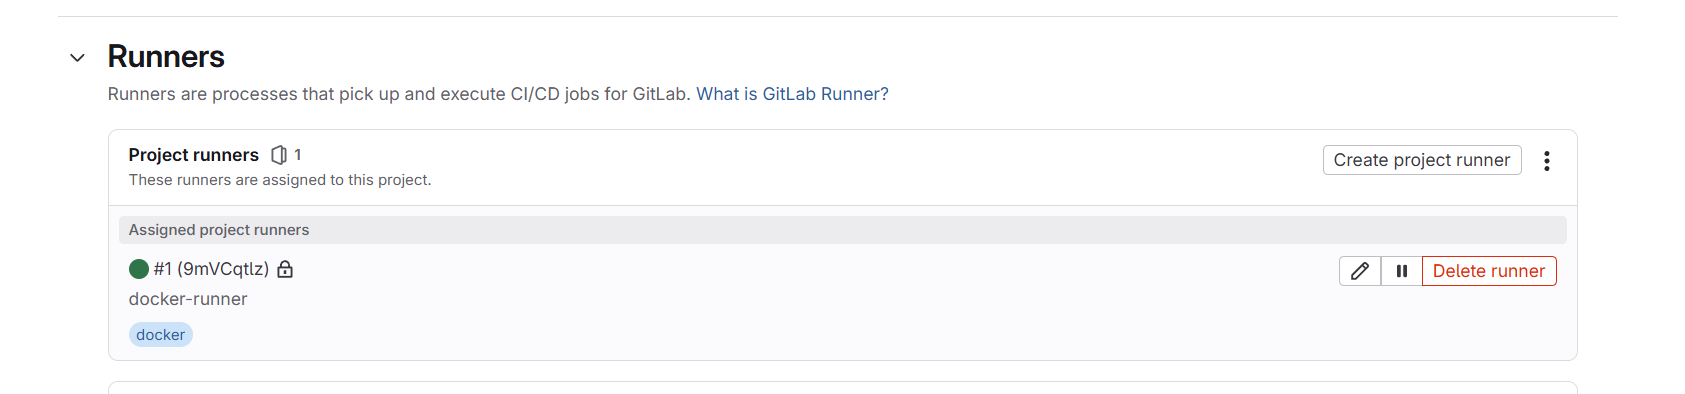 Runners
Runners are processes that pick up and execute CI/CD jobs for GitLab. What is GitLab Runner?
Project runners 1
Create project runner
These runners are assigned to this project.
Assigned project runners
#1 (9mVCqtlz)
Delete runner
docker-runner
docker